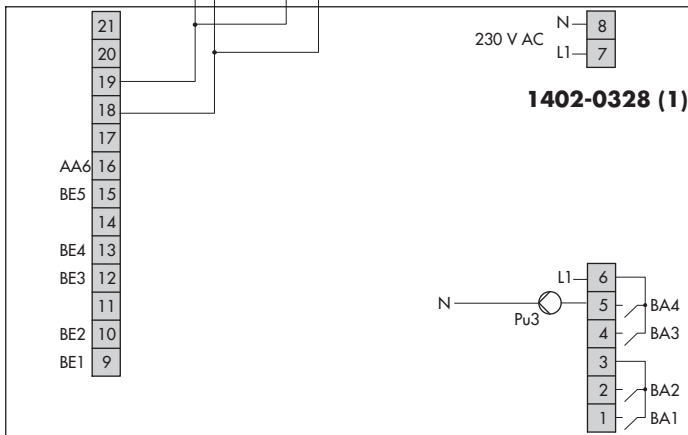 21
20
19
18
17
AA6 16
BE5 15
14
BE4 13
BE3 12
11
BE2 10
BE1 9
230 V AC
N 8
L1 7
1402-0328 (1)
L1 6
N
Pu3
5 BA4
4 BA3
3
2 BA2
1 BA1